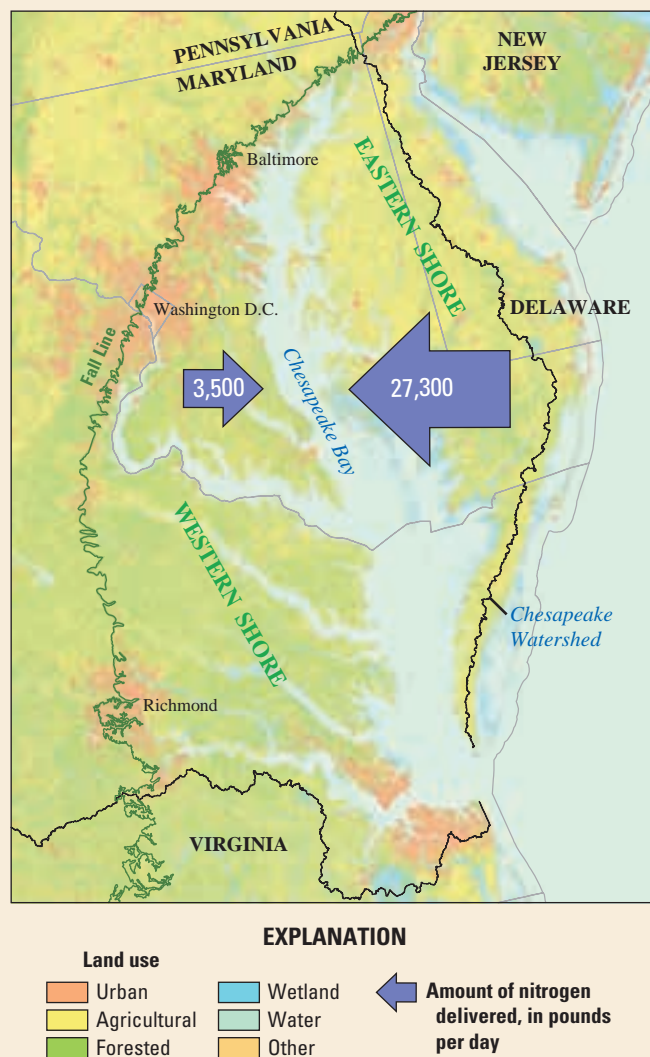 PENNSYLVANIA
MARYLAND
NEW
JERSEY
Baltimore
EASTERN
SHORE
Washington D.C.
DELAWARE
Fall Line
3,500
27,300
Chesapeake Bay
WESTERN
SHORE
Chesapeake
Watershed
Richmond
VIRGINIA
EXPLANATION
Land use
Urban
Agricultural
Forested
Wetland
Water
Other
Amount of nitrogen
delivered, in pounds
per day